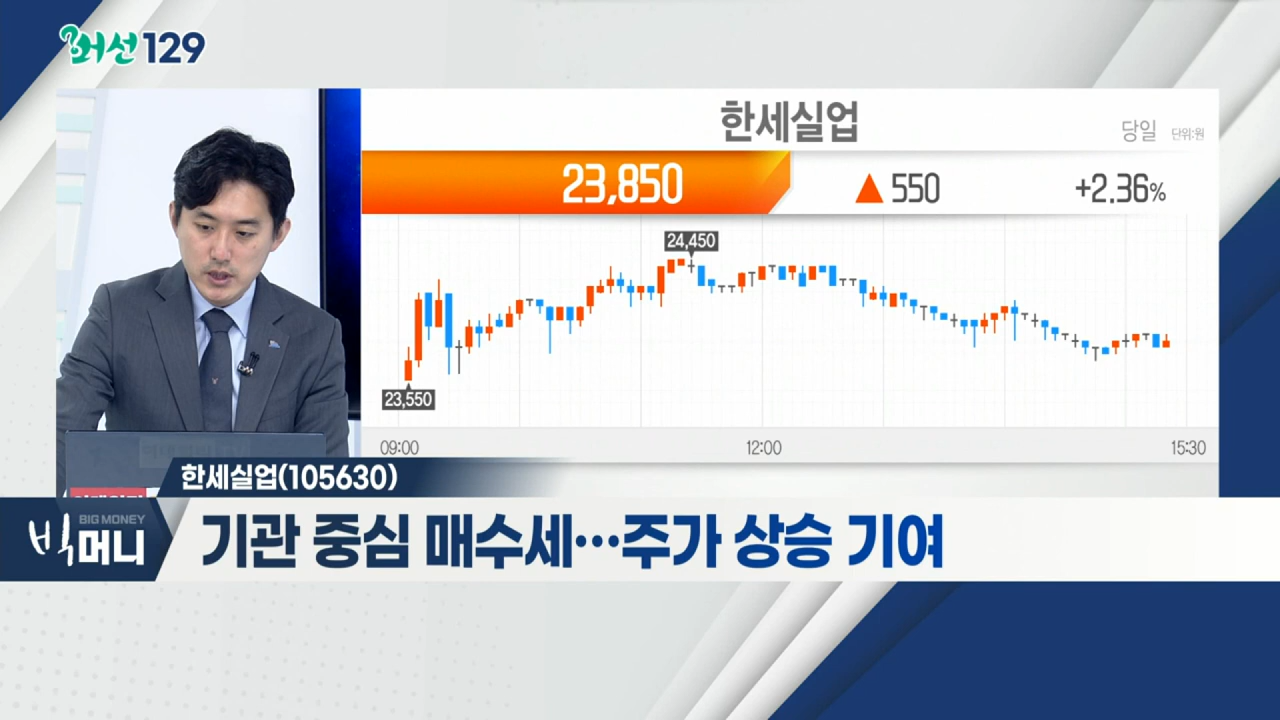 머선129
한세실업
당일 단위:원
23,850 ▲ 550 +2.36%
24,450
23,550
09:00 12:00 15:30
한세실업(105630)
BIG MONEY
빅머니
기관 중심 매수세…주가 상승 기여